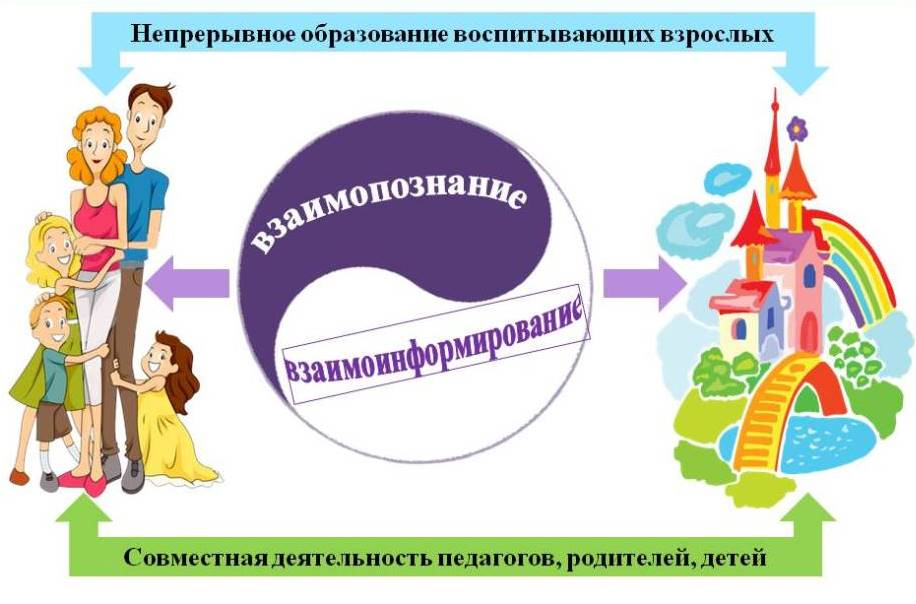 Непрерывное образование воспитывающих взрослых
взаимопознание
взаимоинформирование
Совместная деятельность педагогов, родителей, детей